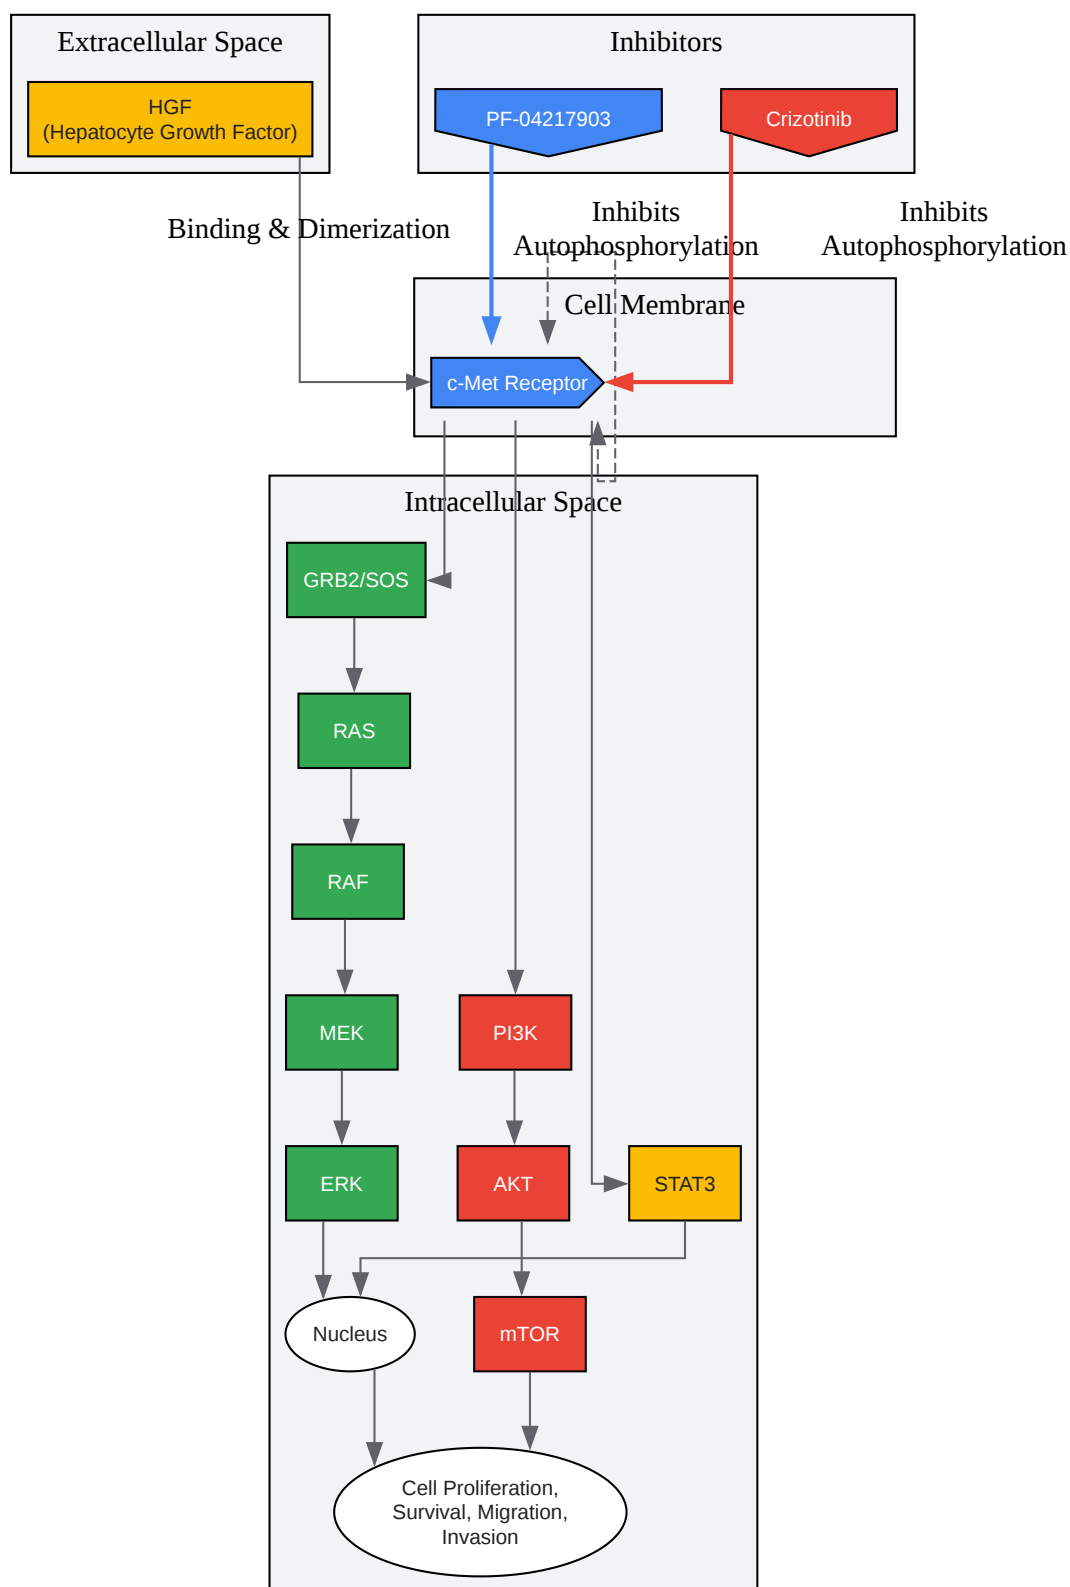 Extracellular Space
HGF
(Hepatocyte Growth Factor)
Inhibitors
PF-04217903
Crizotinib
Binding & Dimerization
Inhibits
Autophosphorylation
Inhibits
Autophosphorylation
Cell Membrane
c-Met Receptor
Intracellular Space
GRB2/SOS
RAS
RAF
MEK
PI3K
ERK
AKT
STAT3
Nucleus
mTOR
Cell Proliferation,
Survival, Migration,
Invasion